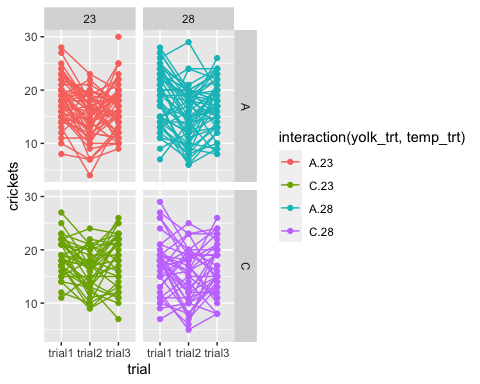 23 28
30
20
10
A
crickets
30
20
10
C
trial1 trial2 trial3 trial1 trial2 trial3
trial
interaction(yolk_trt, temp_trt)
A.23
C.23
A.28
C.28